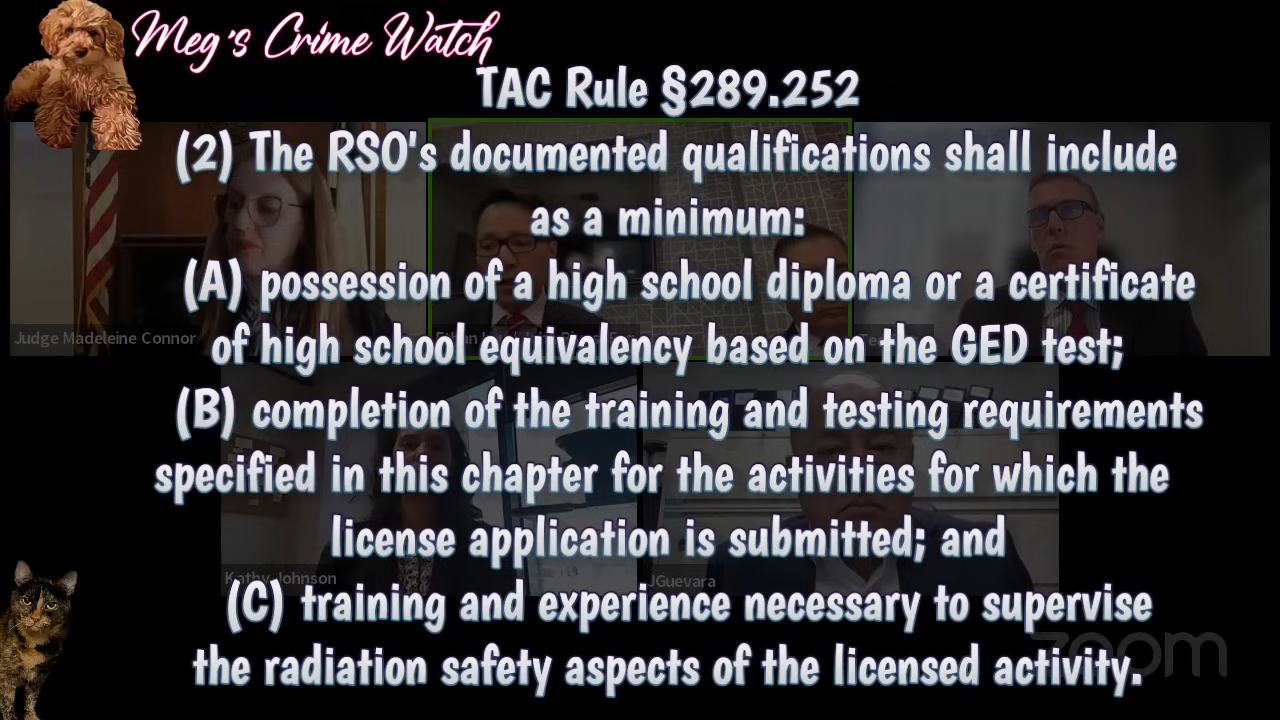 Meg's Crime Watch
TAC Rule §289.252
(2) The RSO's documented qualifications shall include
as a minimum:
(A) possession of a high school diploma or a certificate
Judge Madeleine Connor
of high school equivalency based on the GED test;
(B) completion of the training and testing requirements
specified in this chapter for the activities for which the
license application is submitted; and
Kathy Johnson
JGuevara
(C) training and experience necessary to supervise
zoom
the radiation safety aspects of the licensed activity.